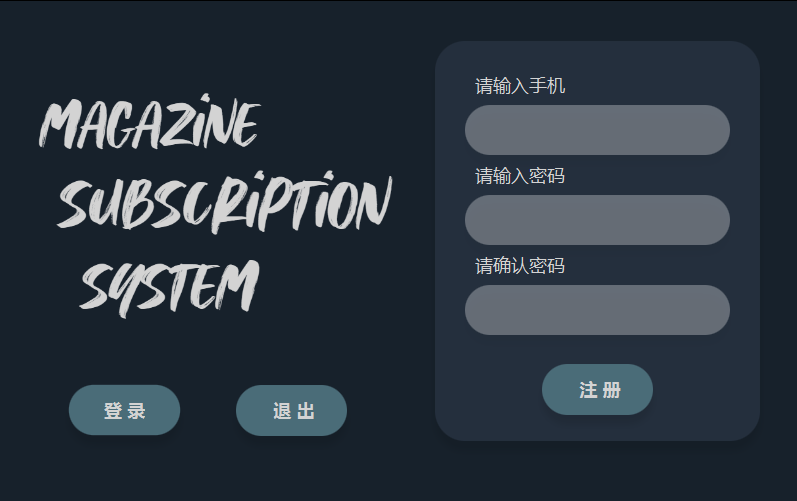 MAGAZINE
SUBSCRIPTION
SYSTEM
登 录
退 出
请输入手机
请输入密码
请确认密码
注 册